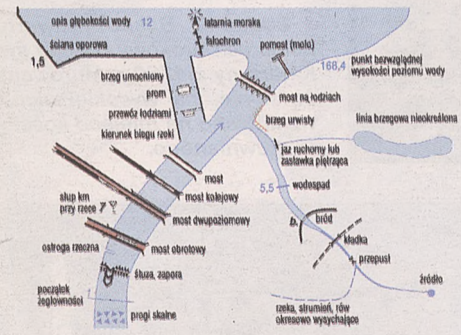 opis głębokości wody 12
latarnia morska
ściana oporowa
falochron
pomost (molo)
1,5
168,4
punkt bezwzględnej
wysokości poziomu wody
brzeg umocniony
prom
most na łodziach
przewóz łodziami
brzeg urwisty
linia brzegowa nieokreślona
kierunek biegu rzeki
jaz ruchomy lub
zastawka piętrząca
most
5,5
wodospad
most kolejowy
słup km
przy rzece 7
most dwupoziomowy
b.
bród
kładka
ostroga rzeczna
most obrotowy
przepust
śluza, zapora
źródło
początek
żeglowności
progi skalne
rzeka, strumień, rów
okresowo wysychające